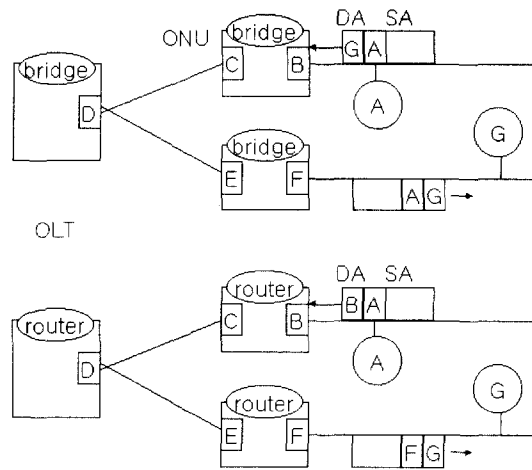 ONU
DA SA
bridge
bridge
G A
D
C
B
A
bridge
G
E
F
A G
OLT
DA SA
router
router
B A
D
C
B
A
router
G
E
F
F G